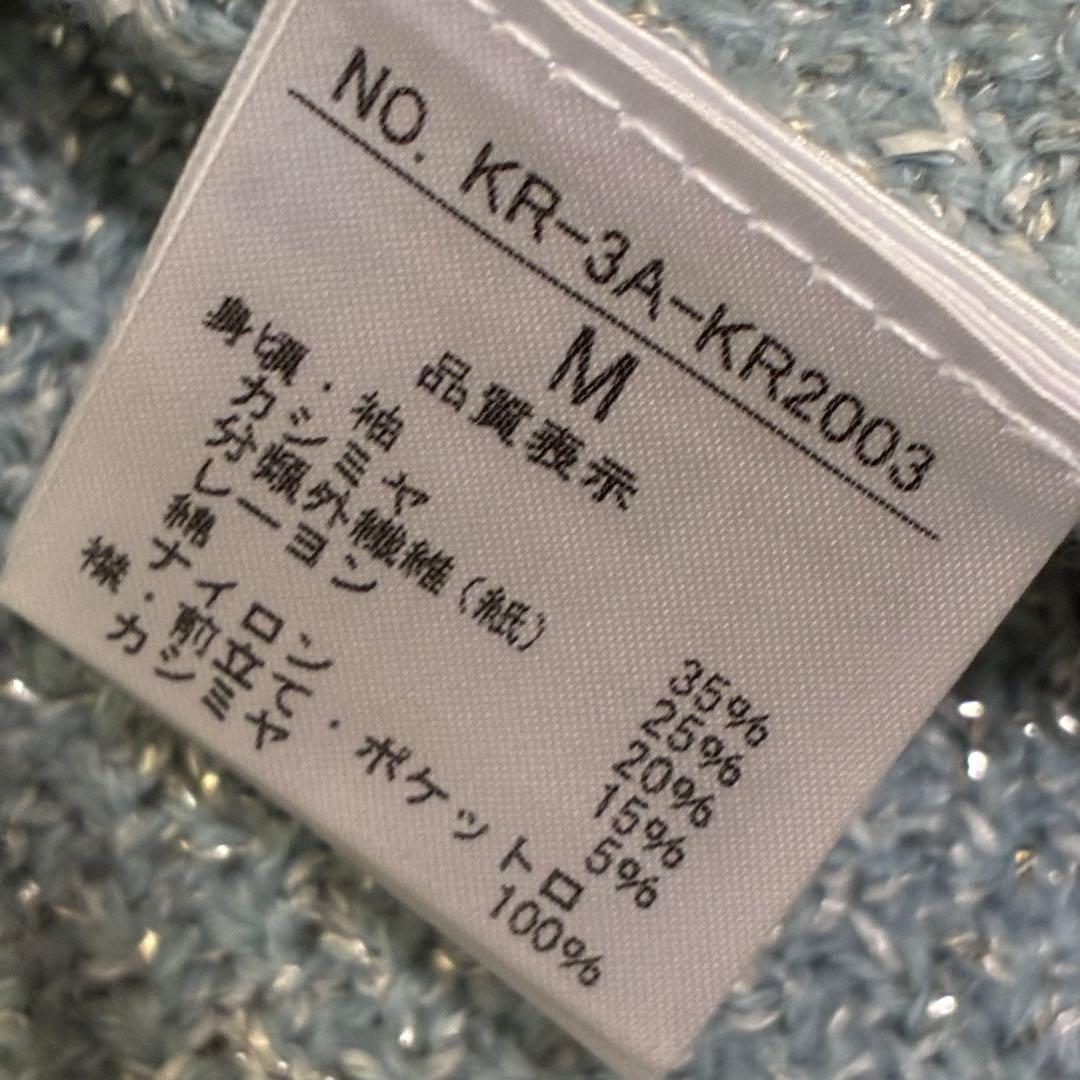 NO. KR-3A-KR2003
M
品質表示
身頃・袖
カシミヤ 35%
分類外繊維(紙) 25%
レーヨン 20%
綿 15%
ナイロン 5%
襟・前立て・ポケット口
カシミヤ 100%